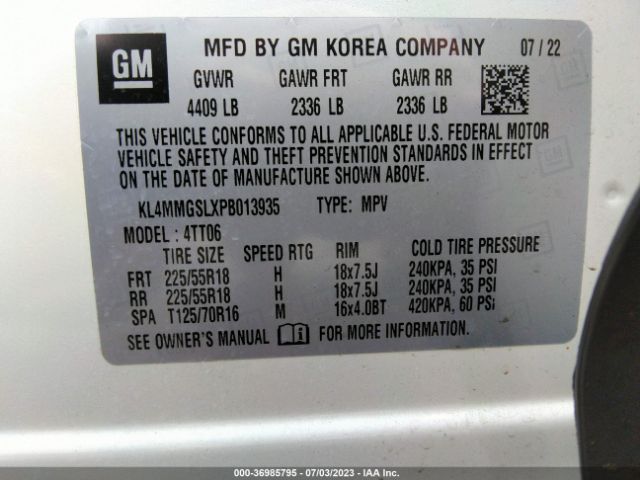 GM MFD BY GM KOREA COMPANY 07 / 22
GVWR GAWR FRT GAWR RR
4409 LB 2336 LB 2336 LB
THIS VEHICLE CONFORMS TO ALL APPLICABLE U.S. FEDERAL MOTOR
VEHICLE SAFETY AND THEFT PREVENTION STANDARDS IN EFFECT
ON THE DATE OF MANUFACTURE SHOWN ABOVE.
KL4MMGSLXPB013935 TYPE: MPV
MODEL : 4TT06
TIRE SIZE SPEED RTG RIM COLD TIRE PRESSURE
FRT 225/55R18 H 18x7.5J 240KPA, 35 PSI
RR 225/55R18 H 18x7.5J 240KPA, 35 PSI
SPA T125/70R16 M 16x4.0BT 420KPA, 60 PSi
SEE OWNER'S MANUAL FOR MORE INFORMATION.
000-36985795 - 07/03/2023 - IAA Inc.